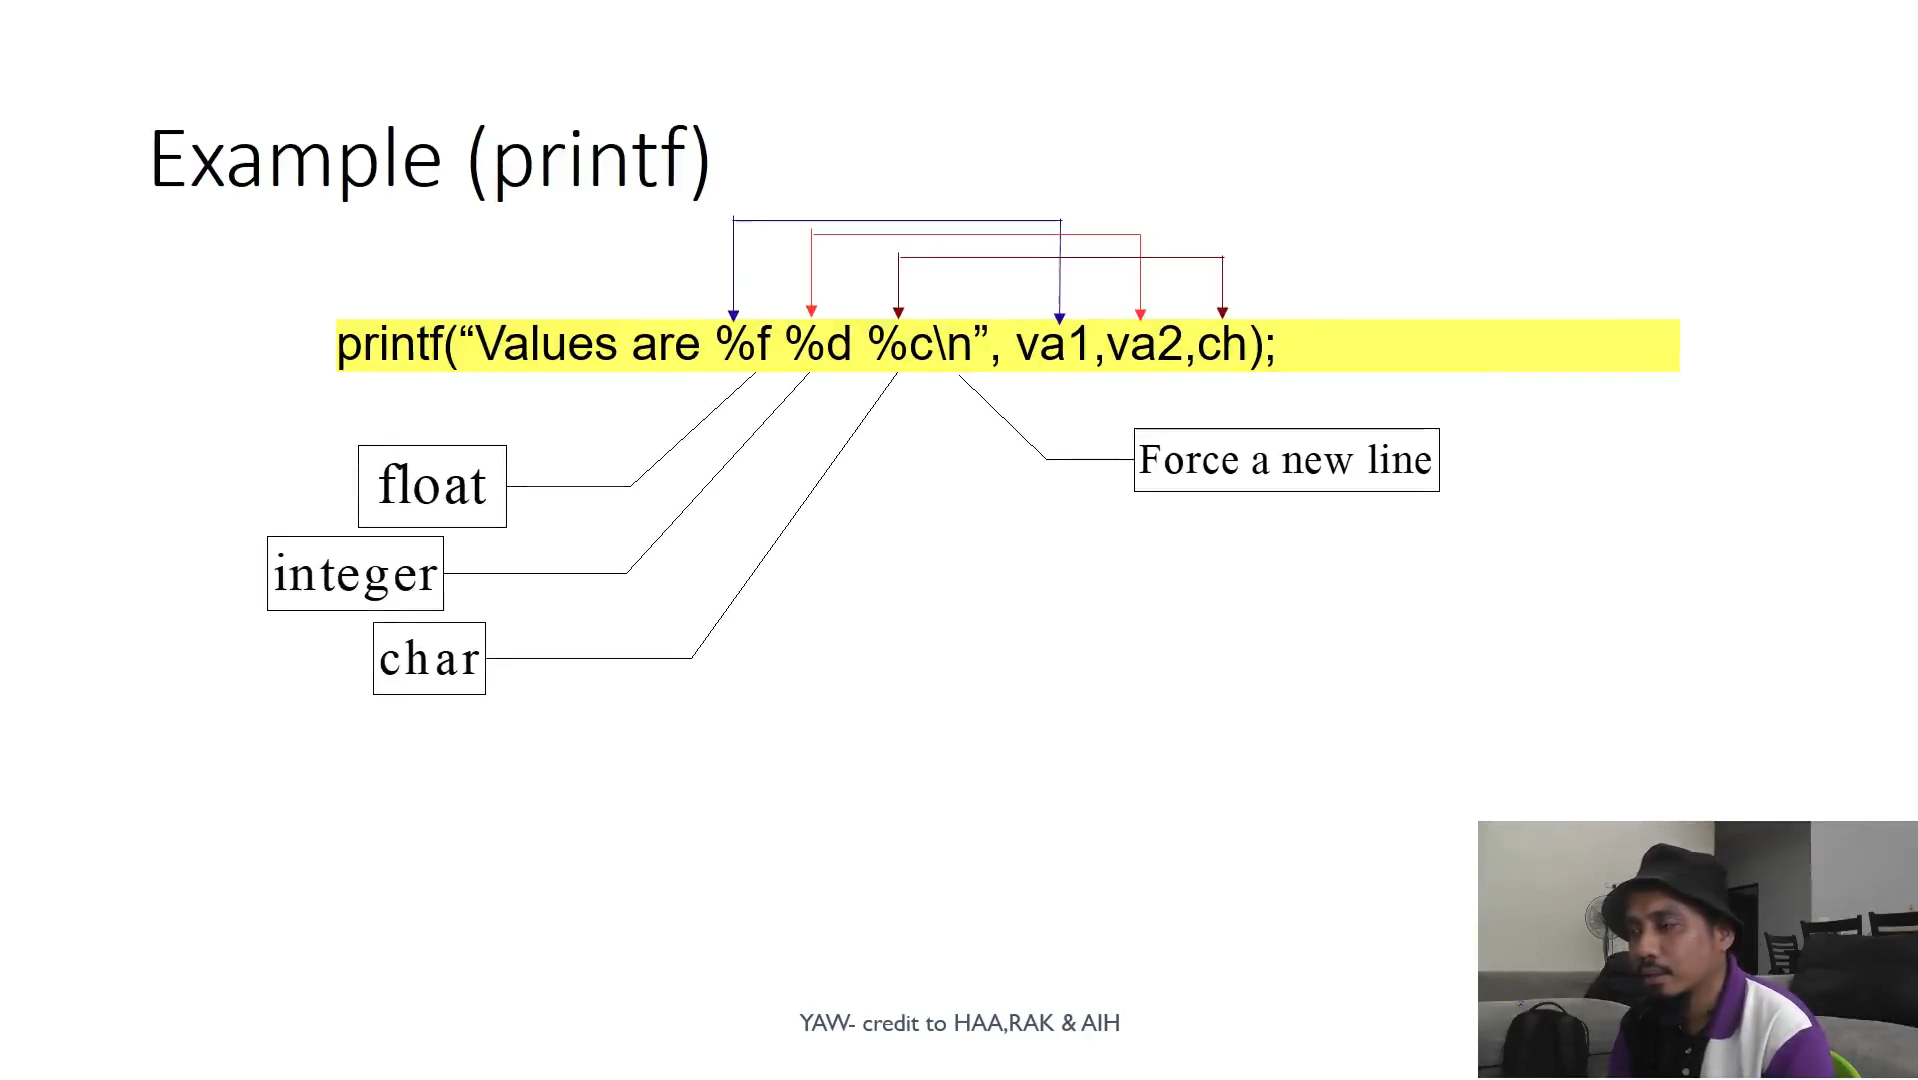 Example (printf)
printf(“Values are %f %d %c\n”, va1,va2,ch);
float
Force a new line
integer
char
YAW- credit to HAA,RAK & AIH